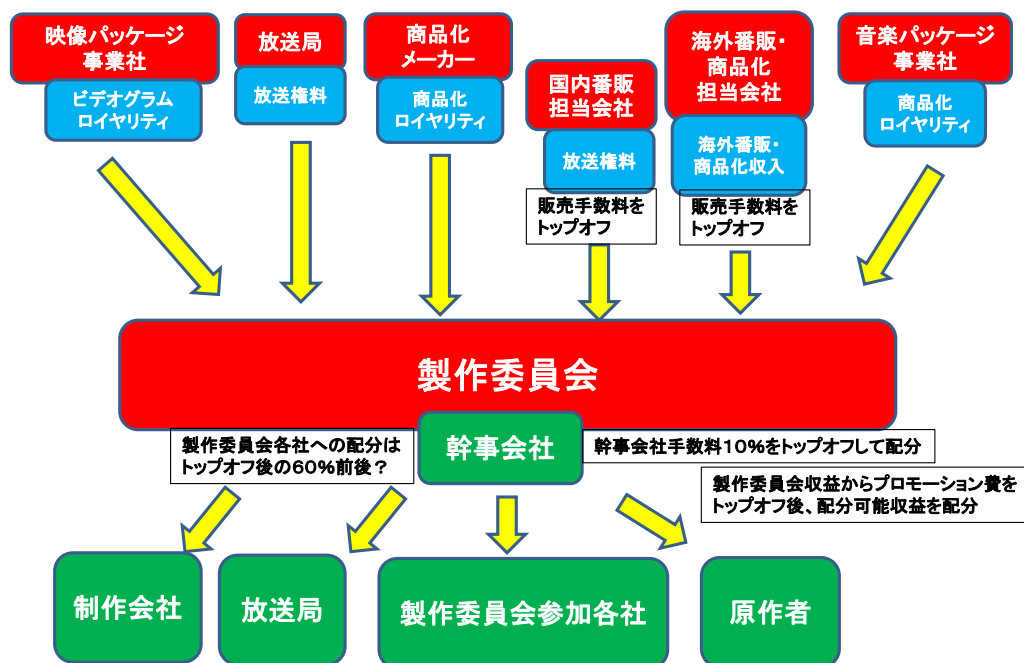 映像パッケージ
事業社
ビデオグラム
ロイヤリティ
放送局
放送権料
商品化
メーカー
商品化
ロイヤリティ
国内番販
担当会社
放送権料
販売手数料を
トップオフ
海外番販・
商品化
担当会社
海外番販・
商品化収入
販売手数料を
トップオフ
音楽パッケージ
事業社
商品化
ロイヤリティ
製作委員会
幹事会社
製作委員会各社への配分は
トップオフ後の60%前後?
幹事会社手数料10%をトップオフして配分
製作委員会収益からプロモーション費を
トップオフ後、配分可能収益を配分
制作会社
放送局
製作委員会参加各社
原作者